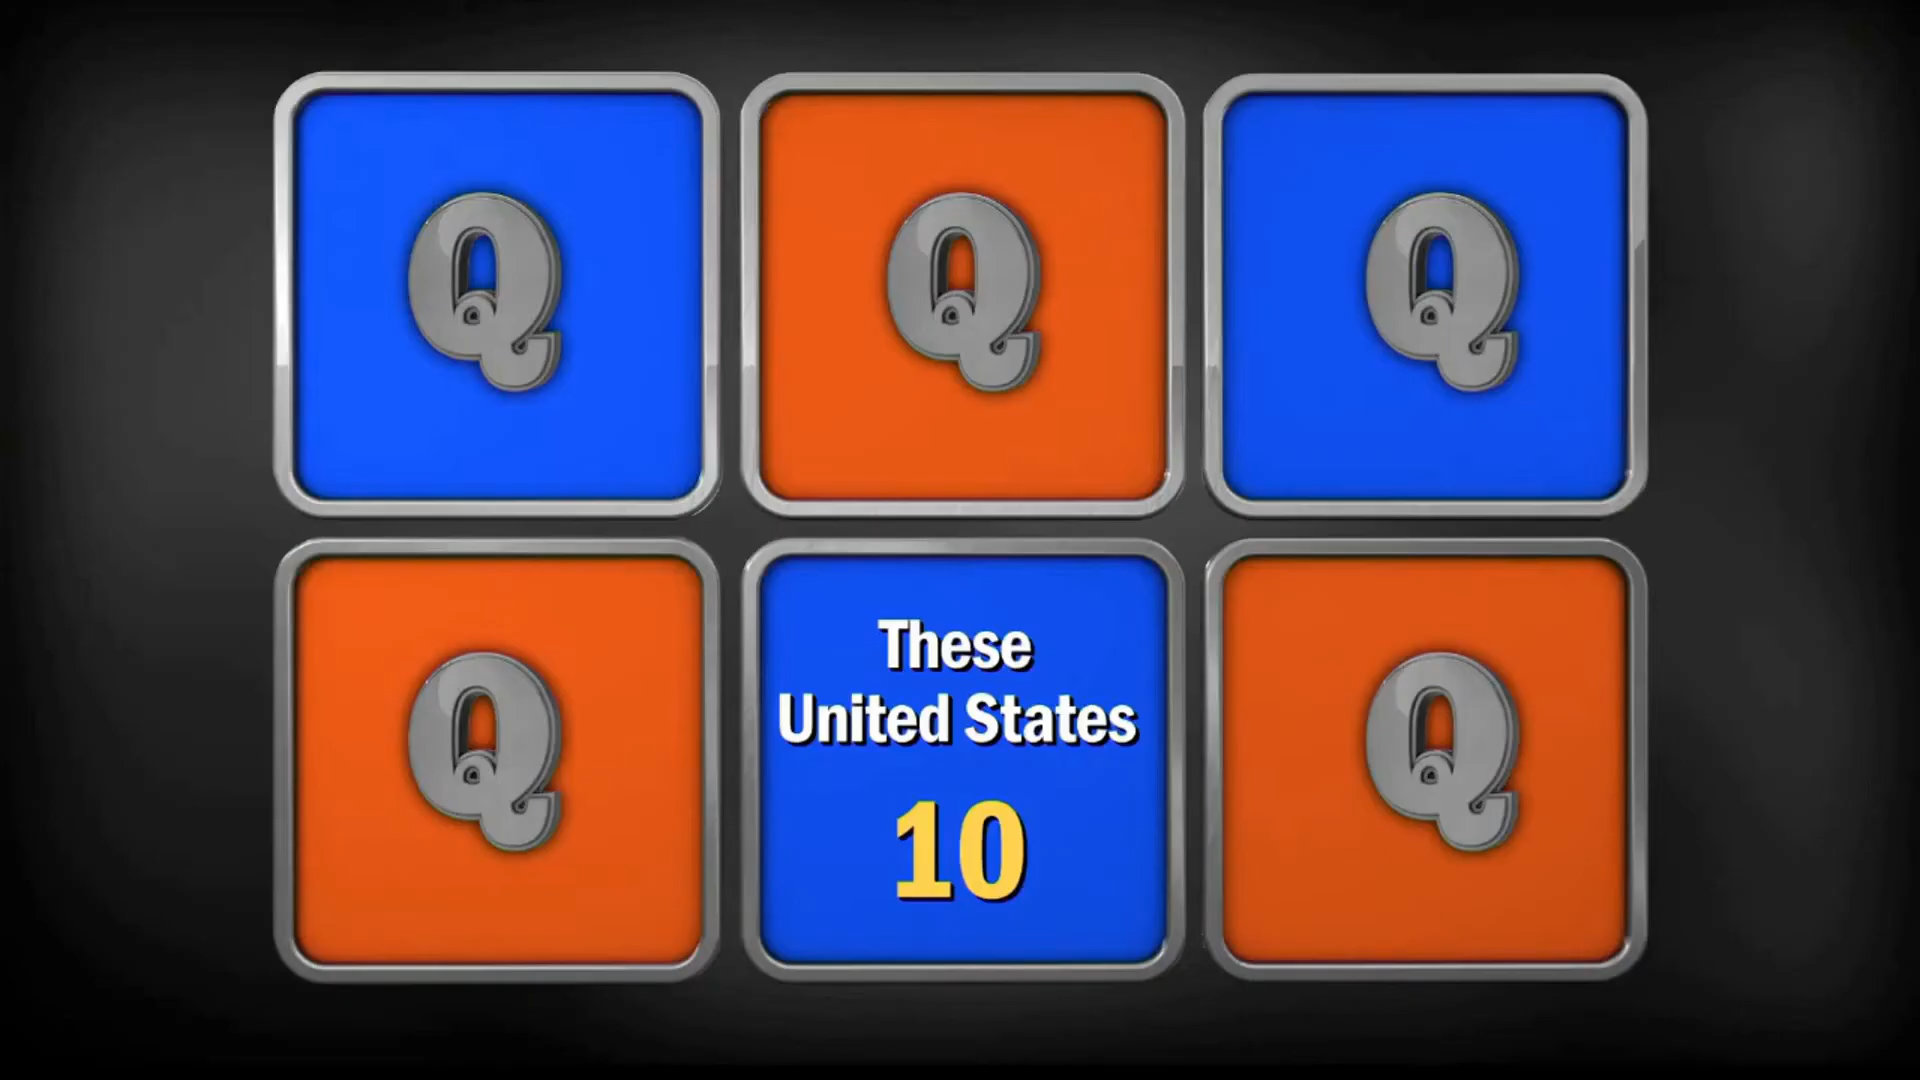 Q Q Q
Q
These
United States
10
Q